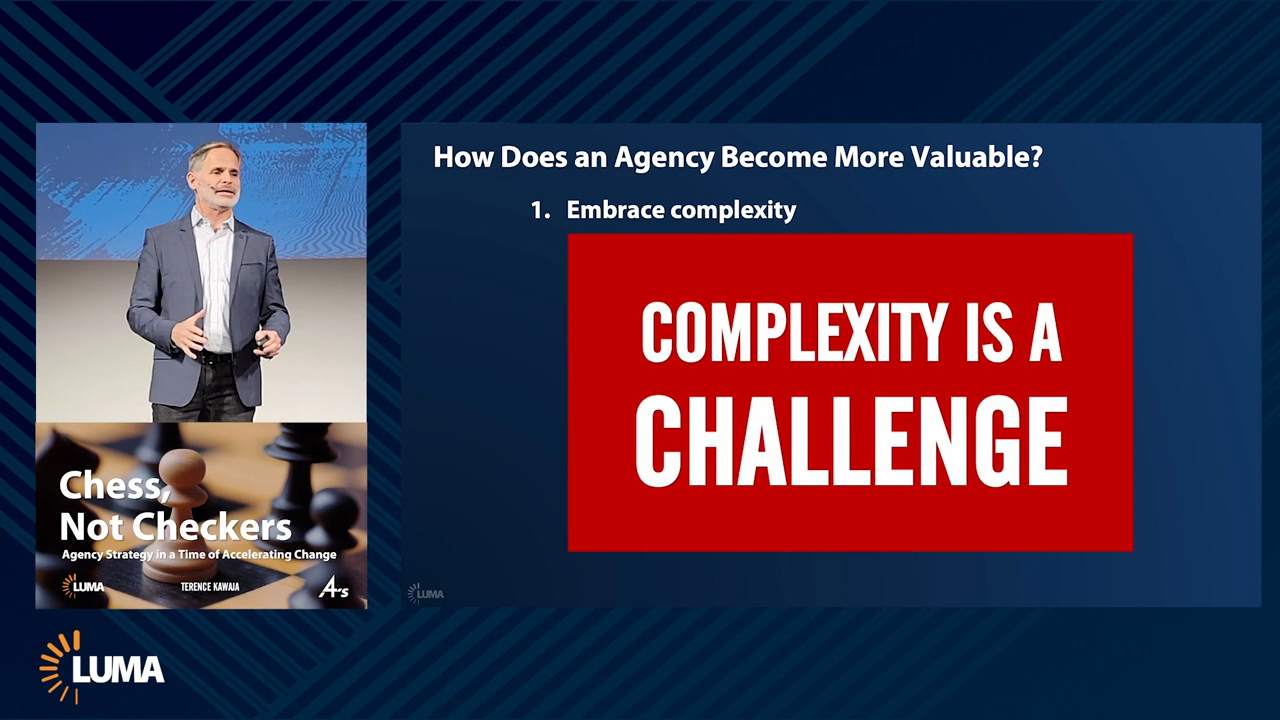 How Does an Agency Become More Valuable?
1. Embrace complexity
COMPLEXITY IS A
CHALLENGE
LUMA
Chess,
Not Checkers
Agency Strategy in a Time of Accelerating Change
LUMA
TERENCE KAWAJA
A's
LUMA